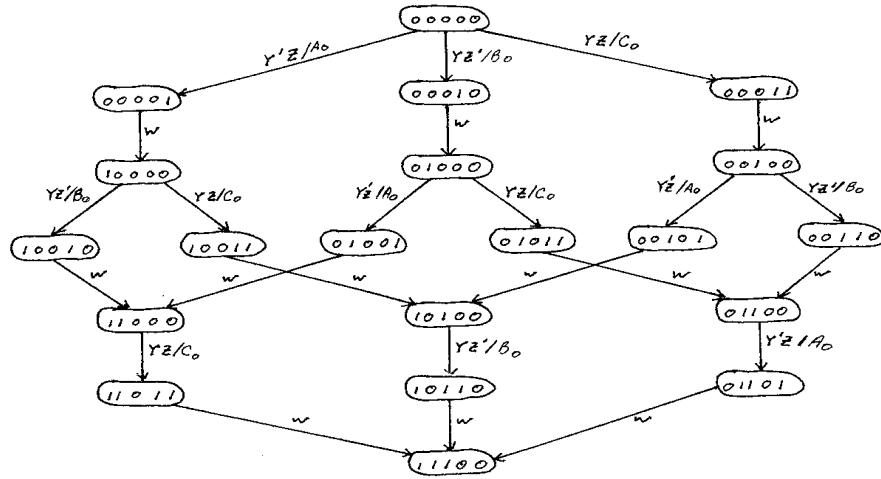 00000
Y'Z/A₀ YZ'/B₀ YZ/C₀
00001 00010 00011
w w w
10000 01000 00100
YZ'/B₀ YZ/C₀ YZ/C₀ YZ'/B₀
10010 10011 01001 01011 00101 00110
w w w w w
11000 10100 01100
YZ/C₀ YZ'/B₀ Y'Z/A₀
11011 10110 01101
w w w
11100